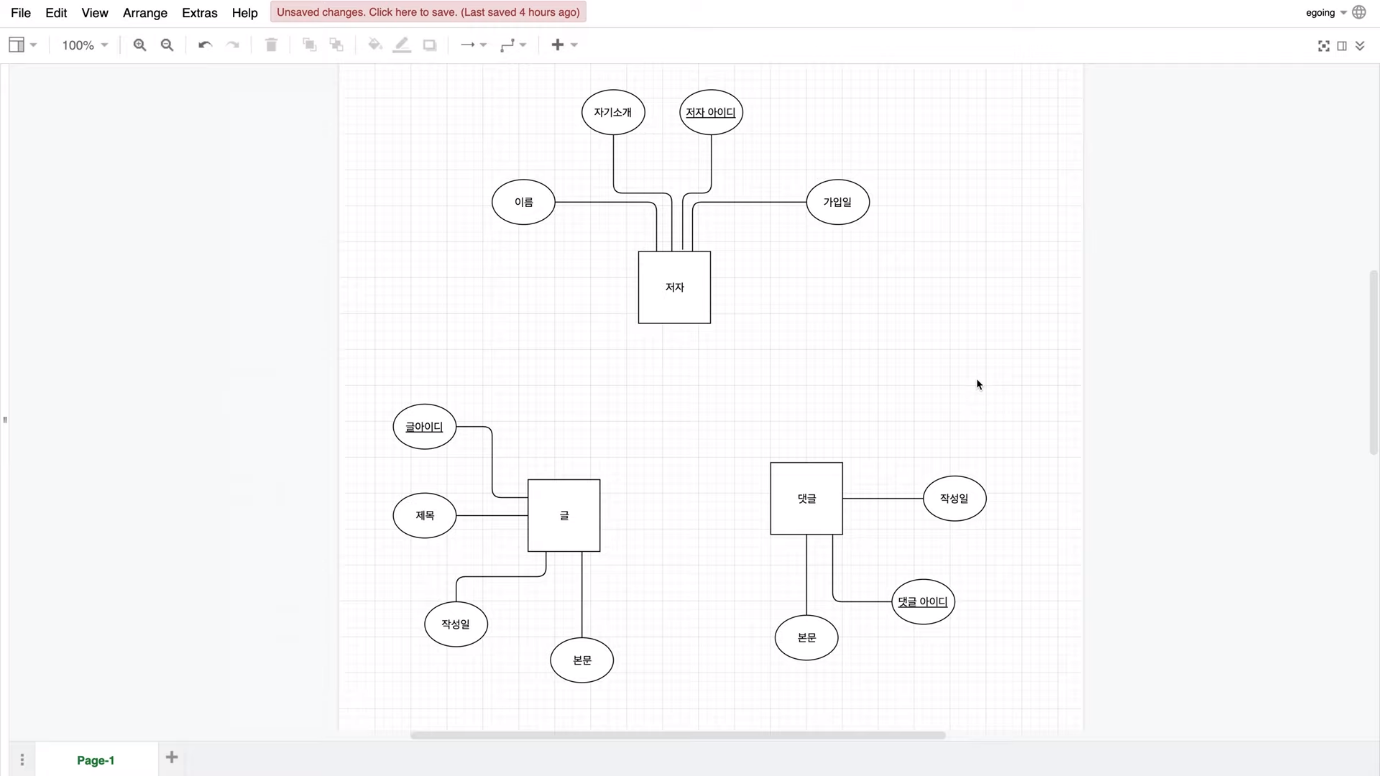 File Edit View Arrange Extras Help Unsaved changes. Click here to save. (Last saved 4 hours ago) egoing
100%
자기소개 저자 아이디
이름 가입일
저자
글아이디
제목 글 댓글 작성일
댓글 아이디
작성일 본문
본문
Page-1